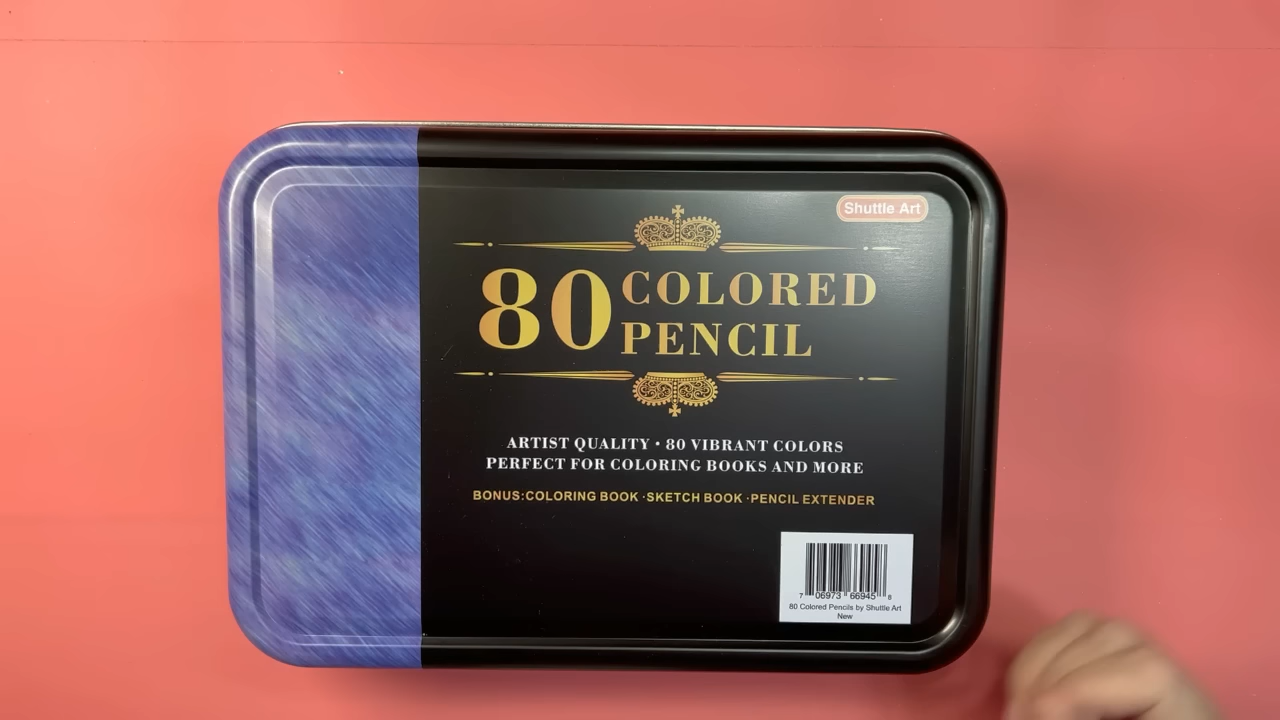 Shuttle Art
80 COLORED
PENCIL
ARTIST QUALITY • 80 VIBRANT COLORS
PERFECT FOR COLORING BOOKS AND MORE
BONUS:COLORING BOOK ·SKETCH BOOK ·PENCIL EXTENDER
7 06973 66945 8
80 Colored Pencils by Shuttle Art
New